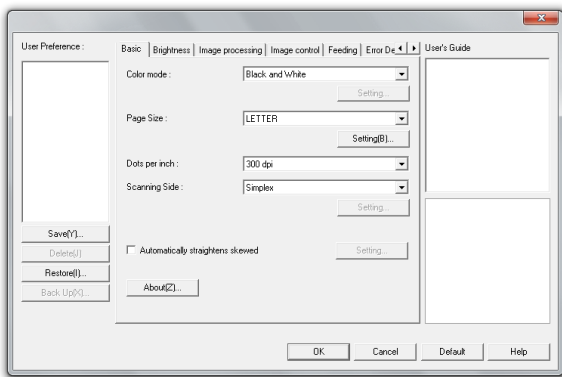 User Preference :
Save(Y)...
Delete(J)
Restore(I)...
Back Up(X)...
Basic
Brightness
Image processing
Image control
Feeding
Error De
Color mode :
Black and White
Setting...
Page Size :
LETTER
Setting(B)...
Dots per inch :
300 dpi
Scanning Side :
Simplex
Setting...
Automatically straightens skewed
Setting...
About(Z)...
User's Guide
OK
Cancel
Default
Help